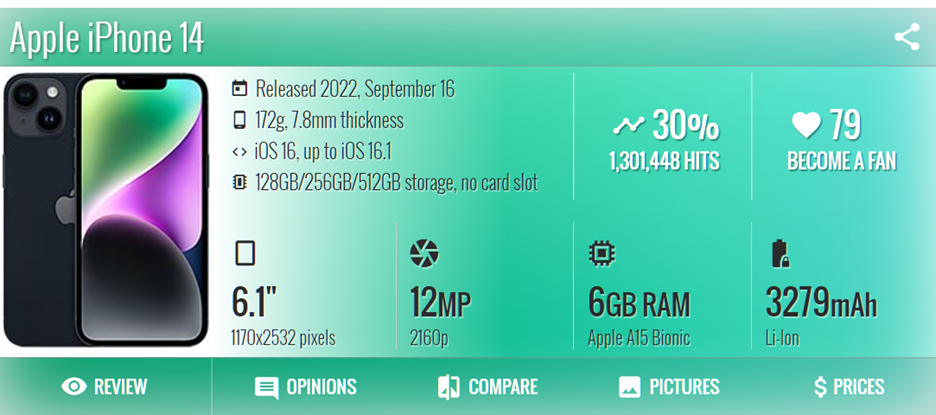 Apple iPhone 14
Released 2022, September 16
172g, 7.8mm thickness
iOS 16, up to iOS 16.1
128GB/256GB/512GB storage, no card slot
30%
1,301,448 HITS
79
BECOME A FAN
6.1"
1170x2532 pixels
12MP
2160p
6GB RAM
Apple A15 Bionic
3279mAh
Li-Ion
REVIEW
OPINIONS
COMPARE
PICTURES
PRICES